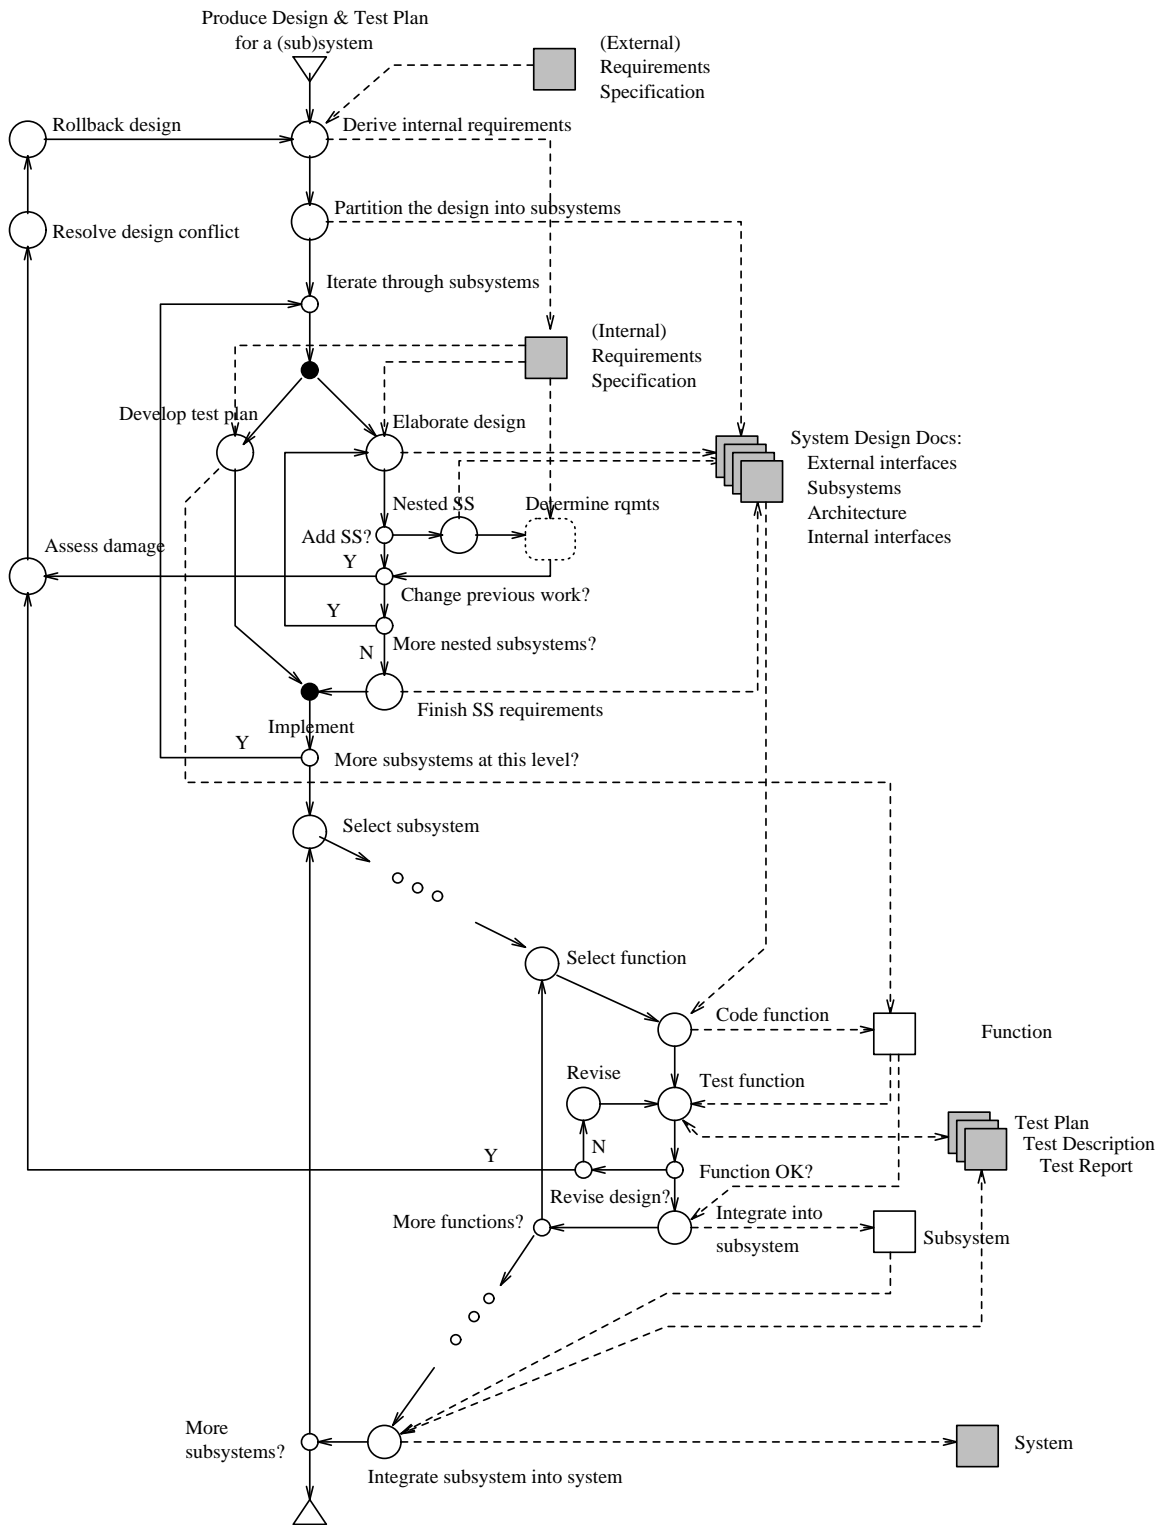 Produce Design & Test Plan
for a (sub)system
(External)
Requirements
Specification
Rollback design
Derive internal requirements
Partition the design into subsystems
Resolve design conflict
Iterate through subsystems
(Internal)
Requirements
Specification
Develop test plan
Elaborate design
System Design Docs:
External interfaces
Subsystems
Architecture
Internal interfaces
Nested SS
Determine rqmts
Add SS?
Assess damage
Y
Change previous work?
Y
More nested subsystems?
N
Finish SS requirements
Implement
Y
More subsystems at this level?
Select subsystem
Select function
Code function
Function
Revise
Test function
Test Plan
Test Description
Test Report
N
Y
Function OK?
Revise design?
More functions?
Integrate into
subsystem
Subsystem
More
subsystems?
System
Integrate subsystem into system